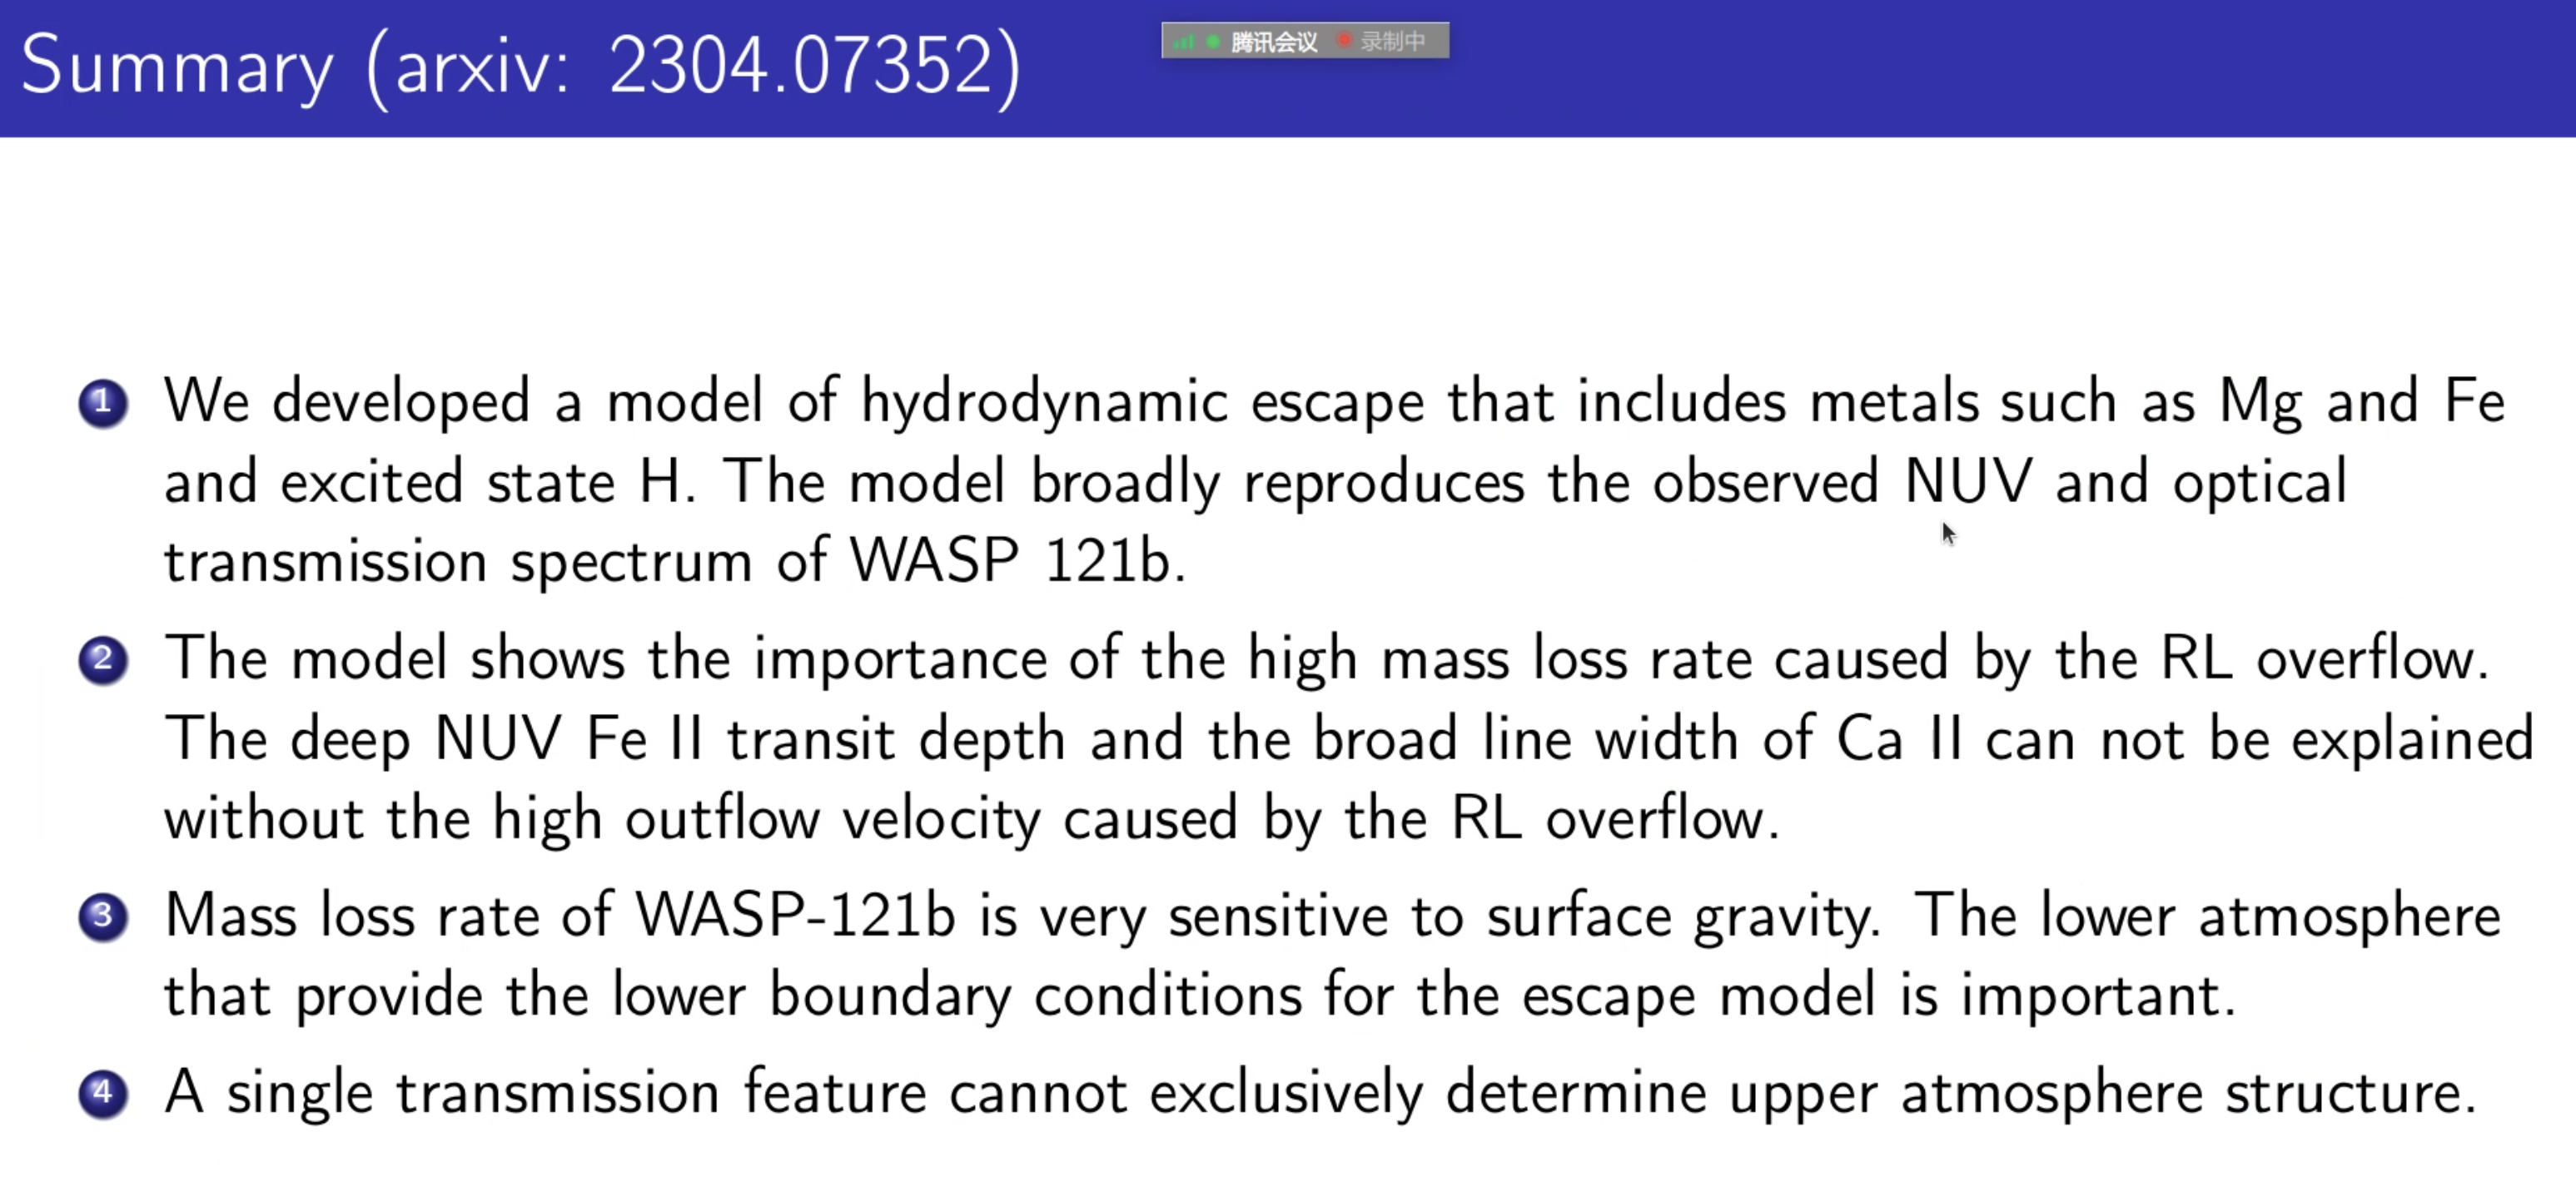 Summary (arxiv: 2304.07352)
腾讯会议 录制中
1 We developed a model of hydrodynamic escape that includes metals such as Mg and Fe
and excited state H. The model broadly reproduces the observed NUV and optical
transmission spectrum of WASP 121b.
2 The model shows the importance of the high mass loss rate caused by the RL overflow.
The deep NUV Fe II transit depth and the broad line width of Ca II can not be explained
without the high outflow velocity caused by the RL overflow.
3 Mass loss rate of WASP-121b is very sensitive to surface gravity. The lower atmosphere
that provide the lower boundary conditions for the escape model is important.
4 A single transmission feature cannot exclusively determine upper atmosphere structure.